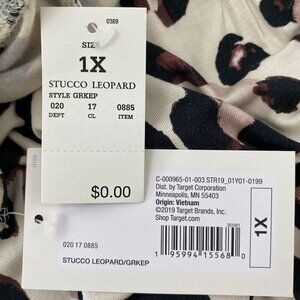 0389
SIZE
1X
STUCCO LEOPARD
STYLE GRKEP
020 17 0885
DEPT CL ITEM
$0.00
0199
C-000965-01-003 STR19_01Y01-0199
Dist. by Target Corporation
Minneapolis, MN 55403
Origin: Vietnam
©2019 Target Brands, Inc.
Shop Target.com
001001
1X
1 95994 15568 0
020 17 0885
STUCCO LEOPARD/GRKEP